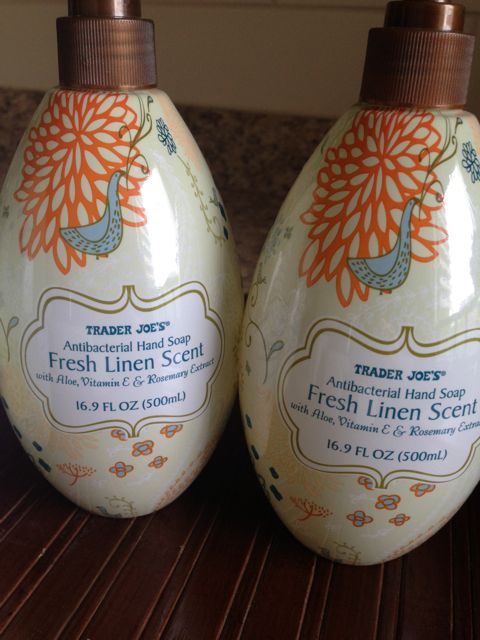 TRADER JOE'S®
Antibacterial Hand Soap
Fresh Linen Scent
with Aloe, Vitamin E & Rosemary Extract
16.9 FL OZ (500mL)
TRADER JOE'S®
Antibacterial Hand Soap
Fresh Linen Scent
with Aloe, Vitamin E & Rosemary Extract
16.9 FL OZ (500mL)